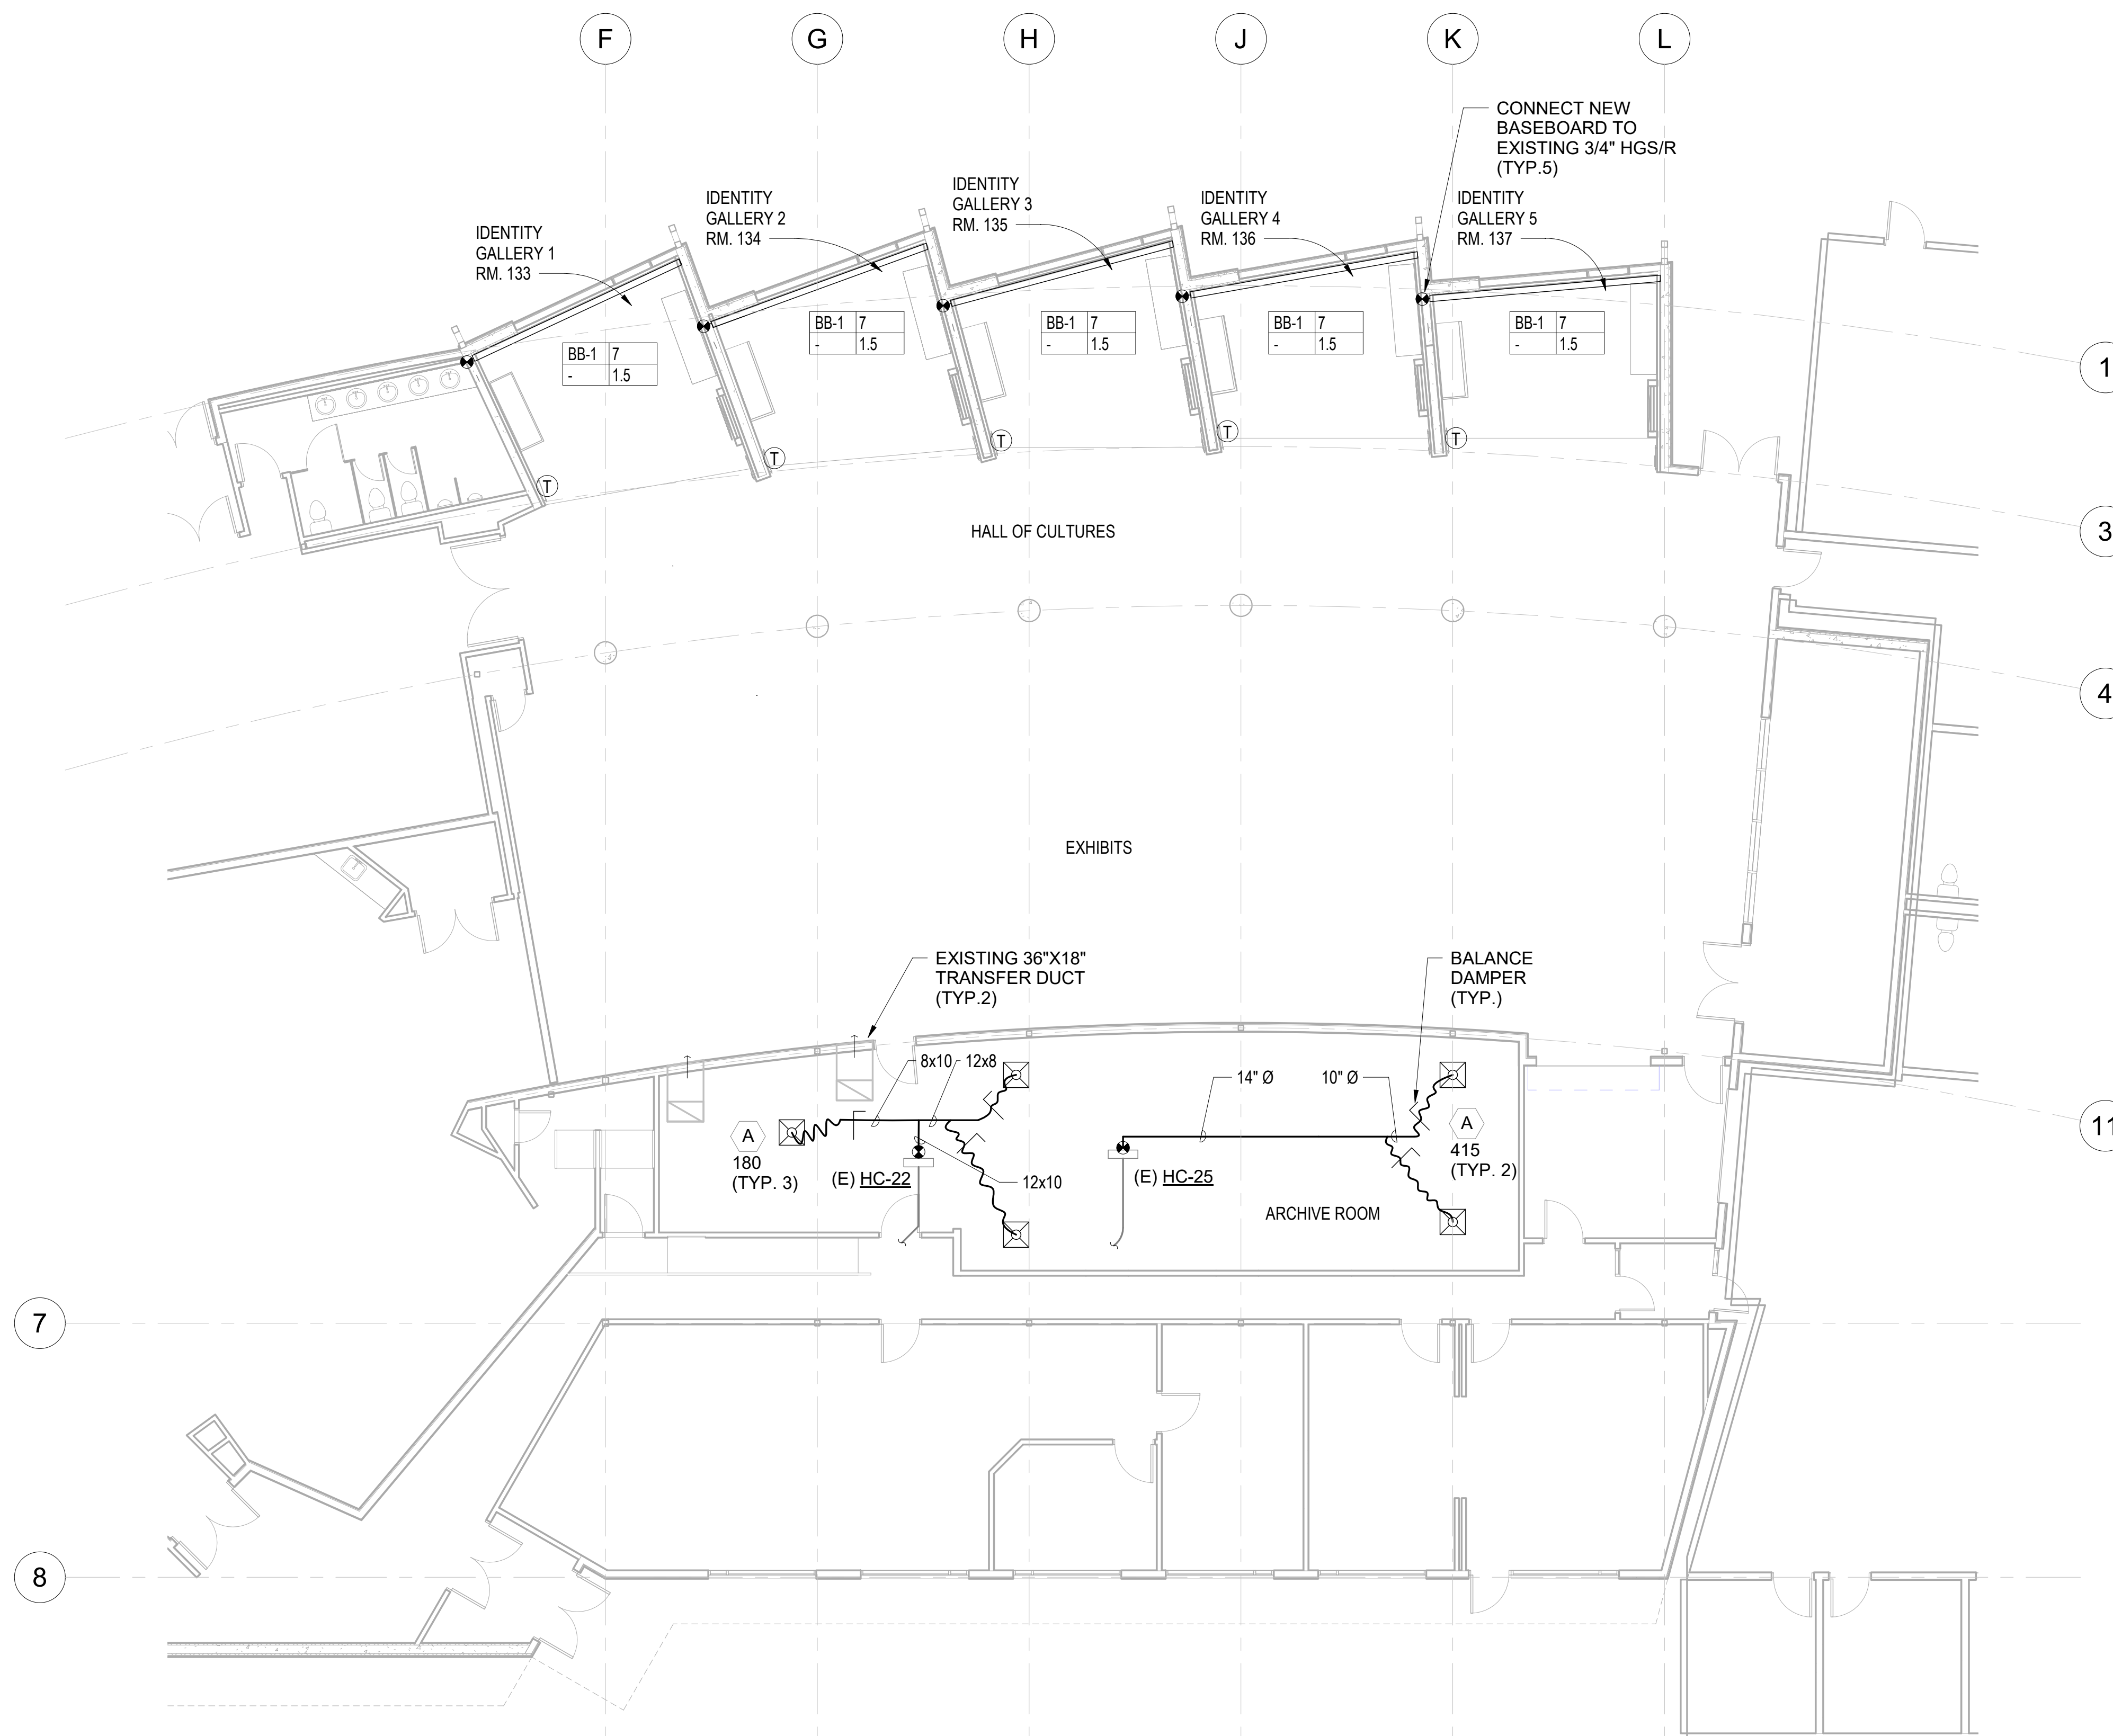 F
G
H
J
K
L
CONNECT NEW
BASEBOARD TO
EXISTING 3/4" HGS/R
(TYP.5)
IDENTITY
GALLERY 1
RM. 133
IDENTITY
GALLERY 2
RM. 134
IDENTITY
GALLERY 3
RM. 135
IDENTITY
GALLERY 4
RM. 136
IDENTITY
GALLERY 5
RM. 137
BB-1 7
- 1.5
BB-1 7
- 1.5
BB-1 7
- 1.5
BB-1 7
- 1.5
BB-1 7
- 1.5
1
T
T
T
T
T
HALL OF CULTURES
3
4
EXHIBITS
EXISTING 36"X18"
TRANSFER DUCT
(TYP.2)
BALANCE
DAMPER
(TYP.)
8x10
12x8
14" Ø
10" Ø
A
180
(TYP. 3)
(E) HC-22
12x10
(E) HC-25
A
415
(TYP. 2)
ARCHIVE ROOM
11
7
8